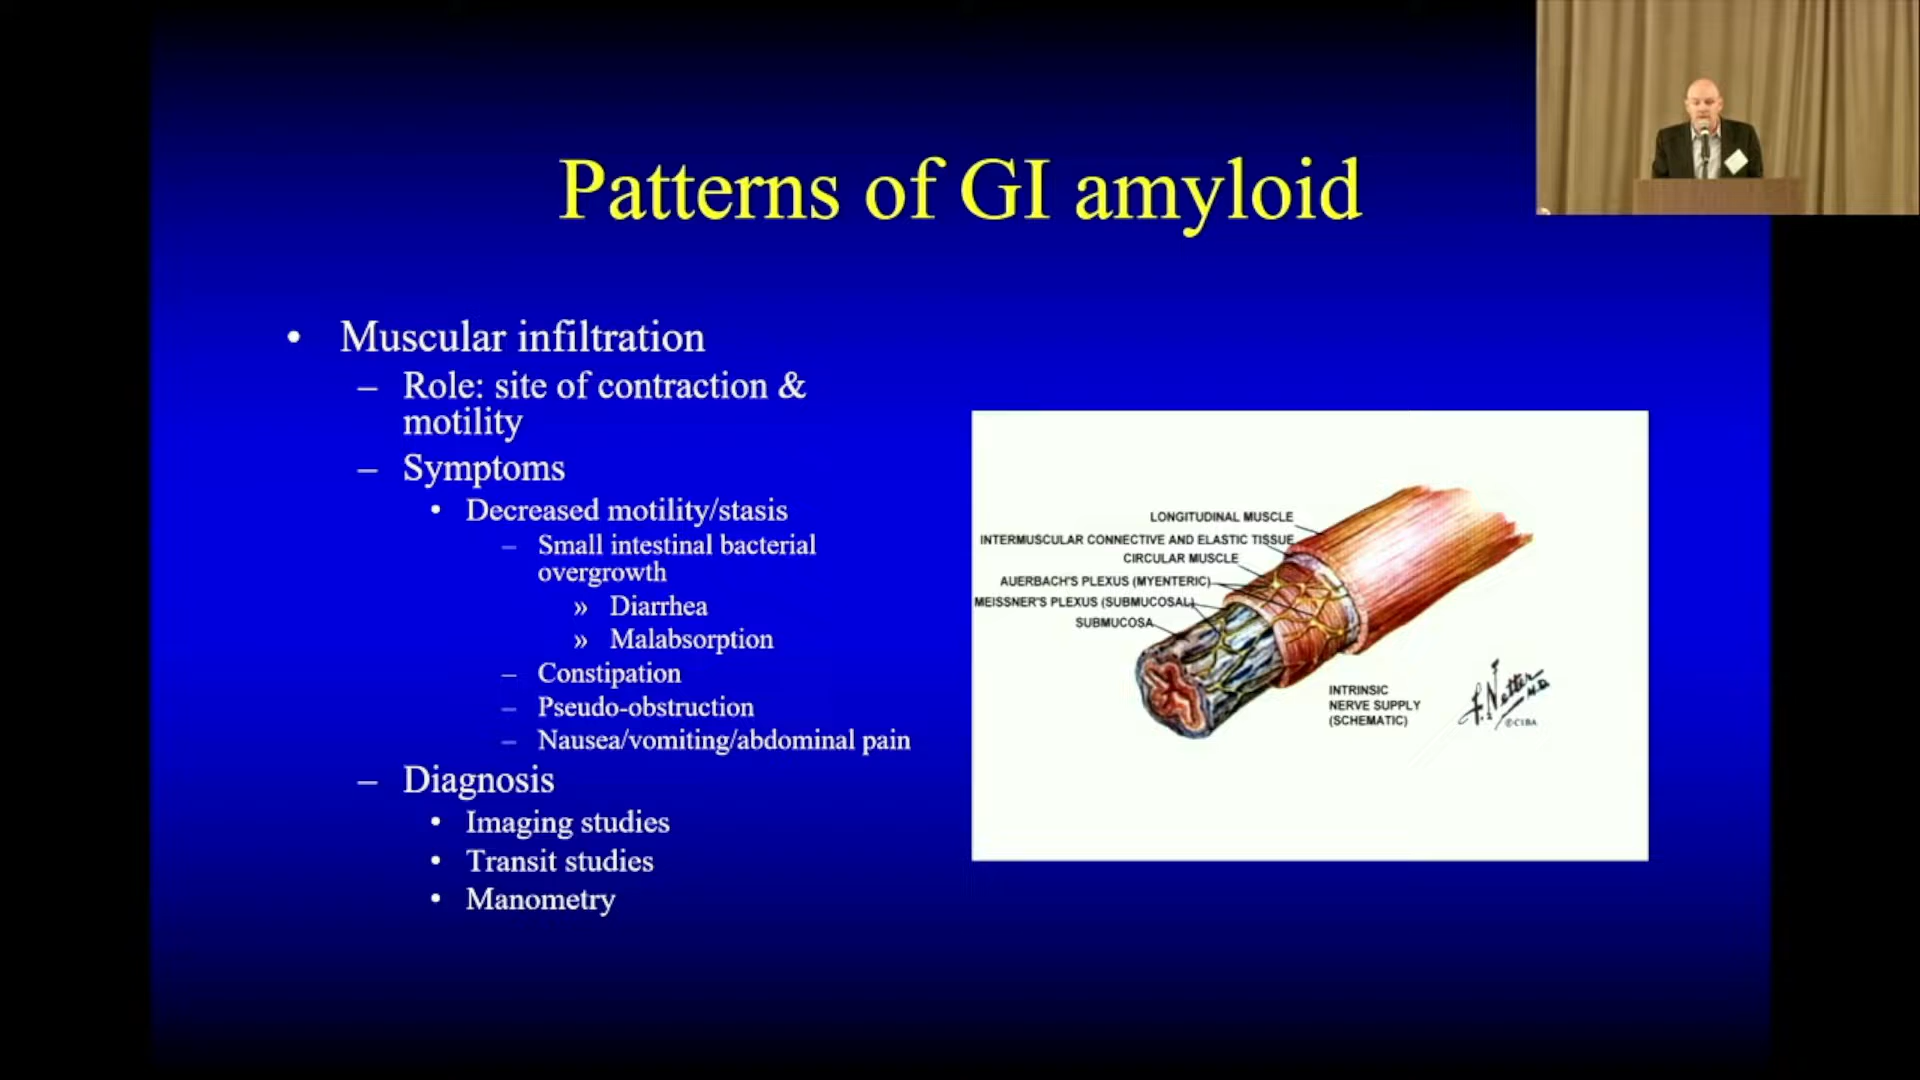 Patterns of GI amyloid
• Muscular infiltration
– Role: site of contraction &
motility
– Symptoms
• Decreased motility/stasis
– Small intestinal bacterial
overgrowth
» Diarrhea
» Malabsorption
– Constipation
– Pseudo-obstruction
– Nausea/vomiting/abdominal pain
– Diagnosis
• Imaging studies
• Transit studies
• Manometry
LONGITUDINAL MUSCLE
INTERMUSCULAR CONNECTIVE AND ELASTIC TISSUE
CIRCULAR MUSCLE
AUERBACH'S PLEXUS (MYENTERIC)
MEISSNER'S PLEXUS (SUBMUCOSAL)
SUBMUCOSA
INTRINSIC
NERVE SUPPLY
(SCHEMATIC)
F. Netter M.D.
©CIBA